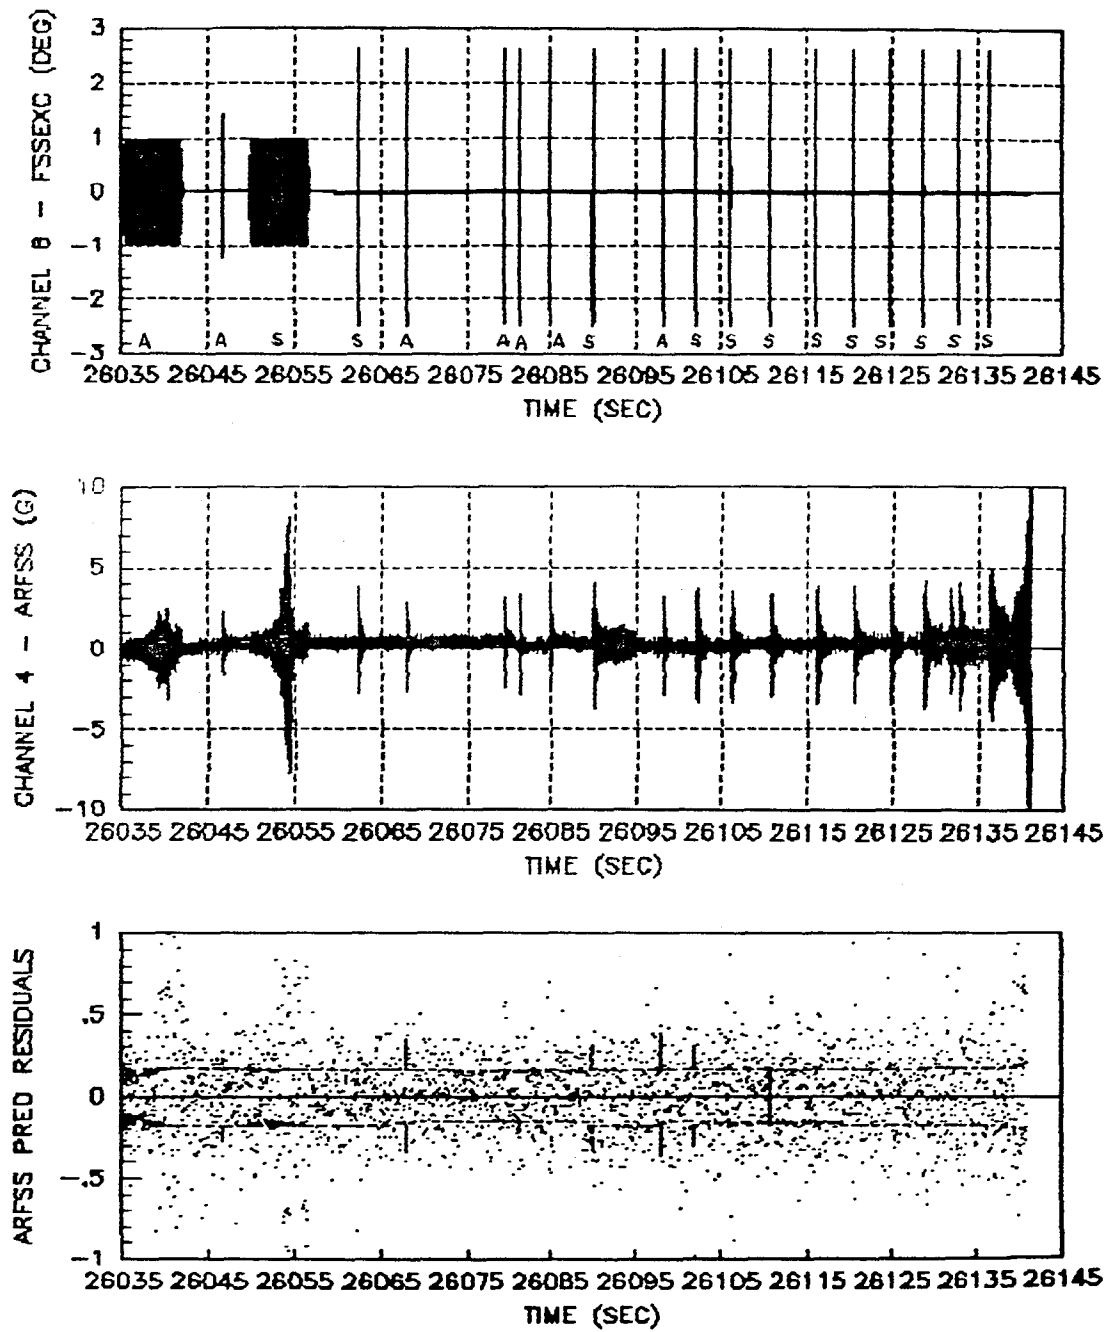 CHANNEL 8 - FSSEXC (DEG)
3
2
1
0
-1
-2
-3
A A S S A A A A S A S S S S S S S S S
26035 26045 26055 26065 26075 26085 26095 26105 26115 26125 26135 26145
TIME (SEC)
CHANNEL 4 - ARFSS (G)
10
5
0
-5
-10
26035 26045 26055 26065 26075 26085 26095 26105 26115 26125 26135 26145
TIME (SEC)
ARFSS PRED RESIDUALS
1
.5
0
-.5
-1
26035 26045 26055 26065 26075 26085 26095 26105 26115 26125 26135 26145
TIME (SEC)